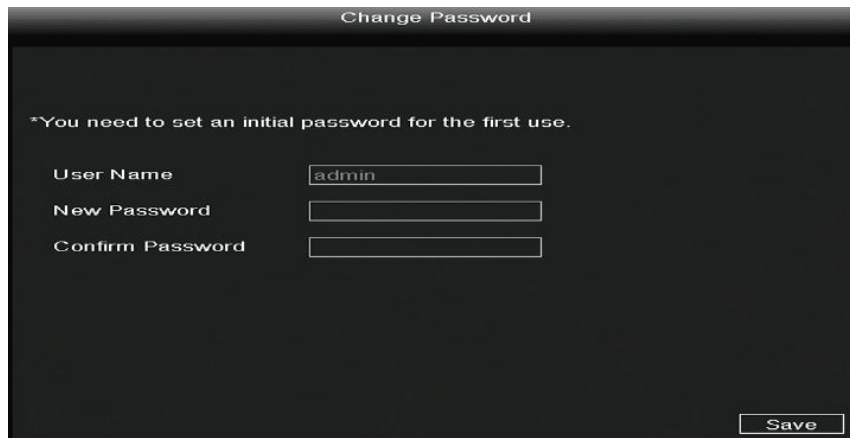 Change Password
*You need to set an initial password for the first use.
User Name admin
New Password
Confirm Password
Save